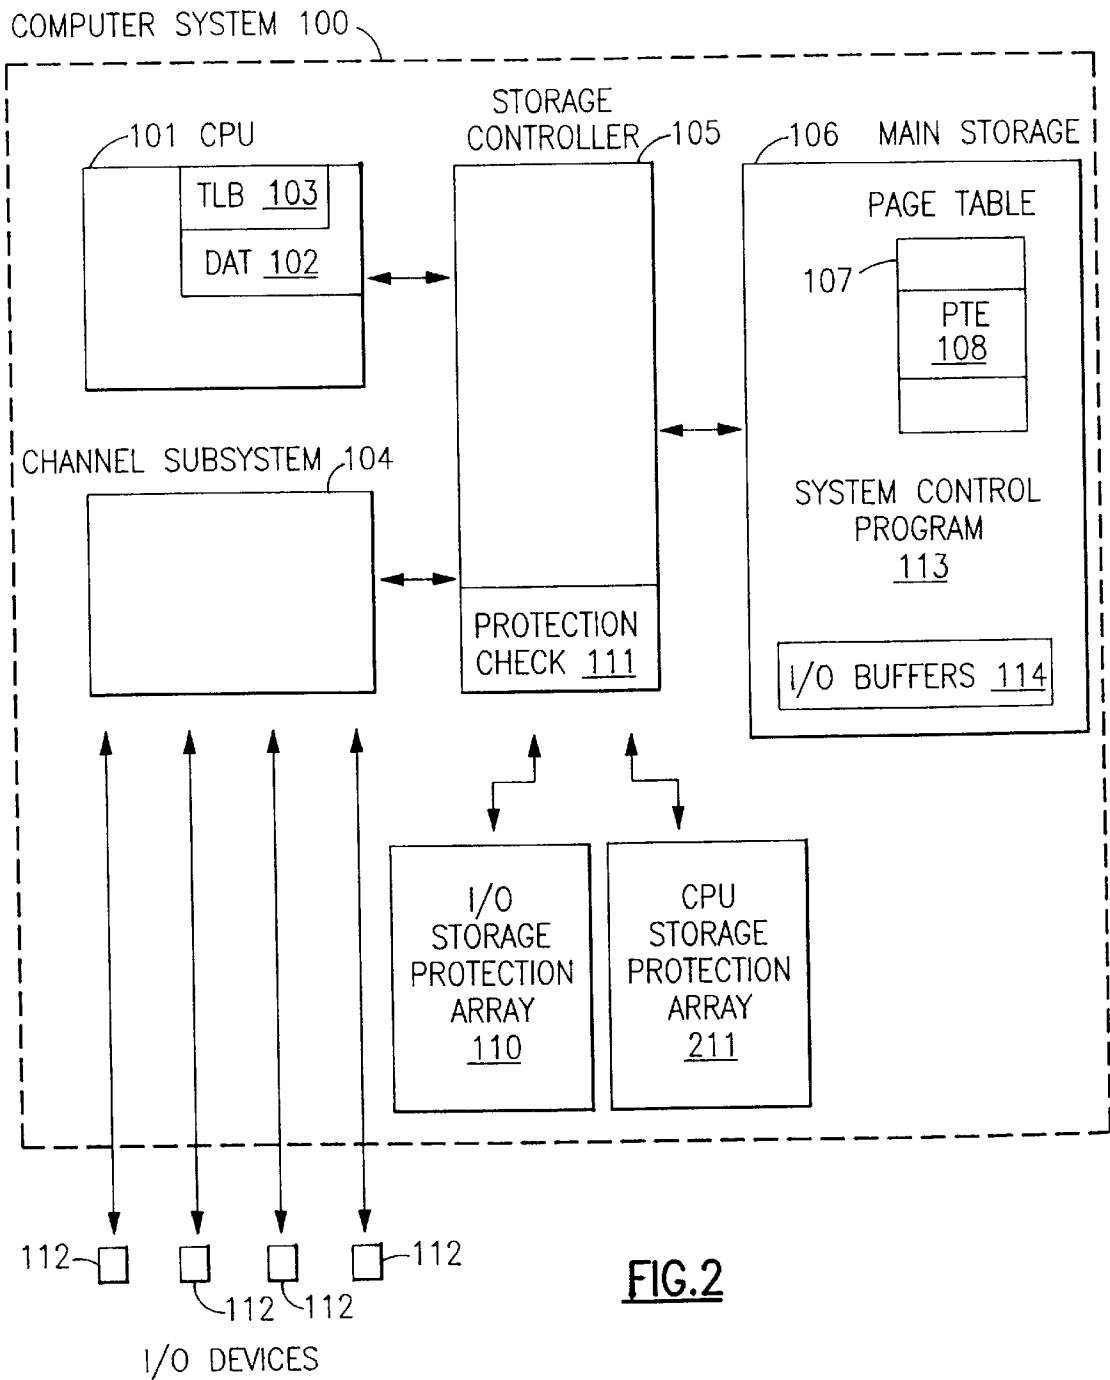 COMPUTER SYSTEM 100
101 CPU
TLB 103
DAT 102
STORAGE
CONTROLLER
105
106
MAIN STORAGE
PAGE TABLE
107
PTE
108
CHANNEL SUBSYSTEM
104
SYSTEM CONTROL
PROGRAM
113
PROTECTION
CHECK 111
I/O BUFFERS 114
I/O
STORAGE
PROTECTION
ARRAY
110
CPU
STORAGE
PROTECTION
ARRAY
211
112
112
112
112
I/O DEVICES
FIG.2